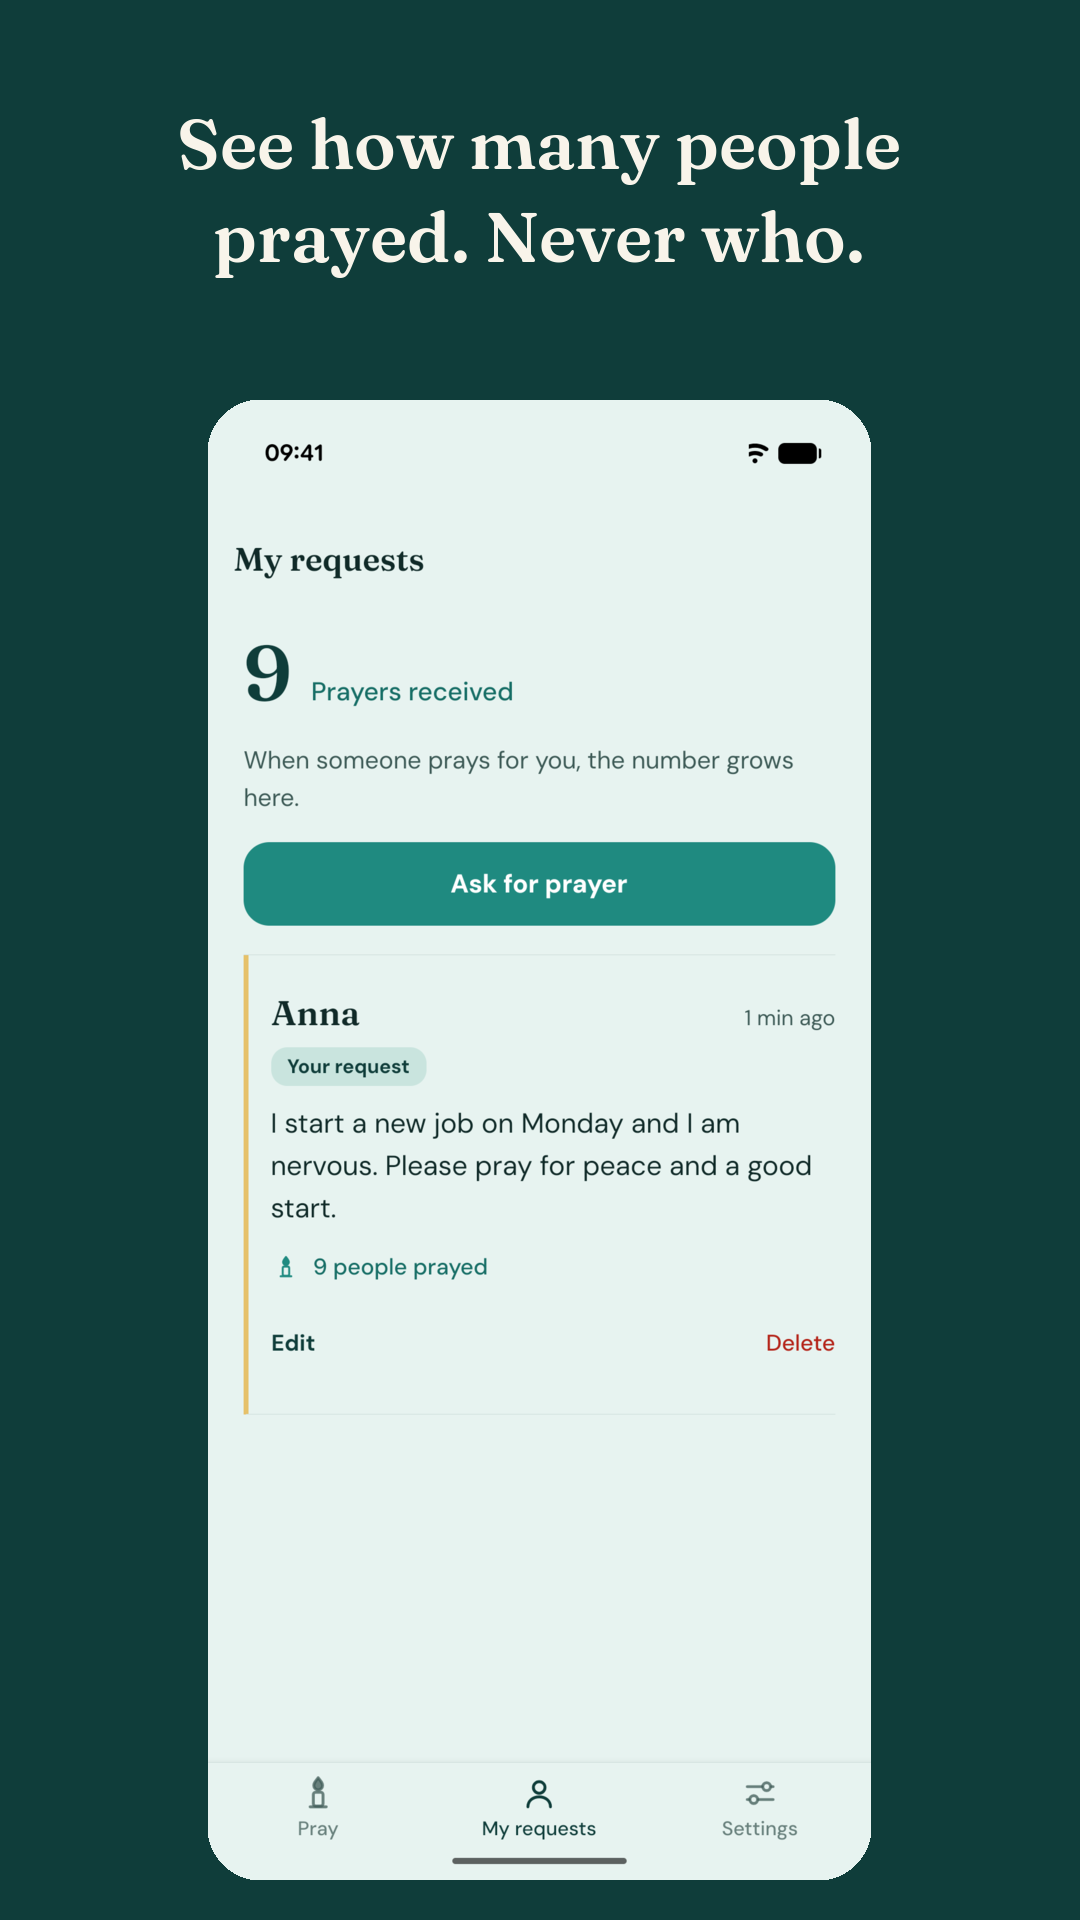 See how many people
prayed. Never who.
09:41
My requests
9 Prayers received
When someone prays for you, the number grows
here.
Ask for prayer
Anna 1 min ago
Your request
I start a new job on Monday and I am
nervous. Please pray for peace and a good
start.
9 people prayed
Edit Delete
Pray My requests Settings